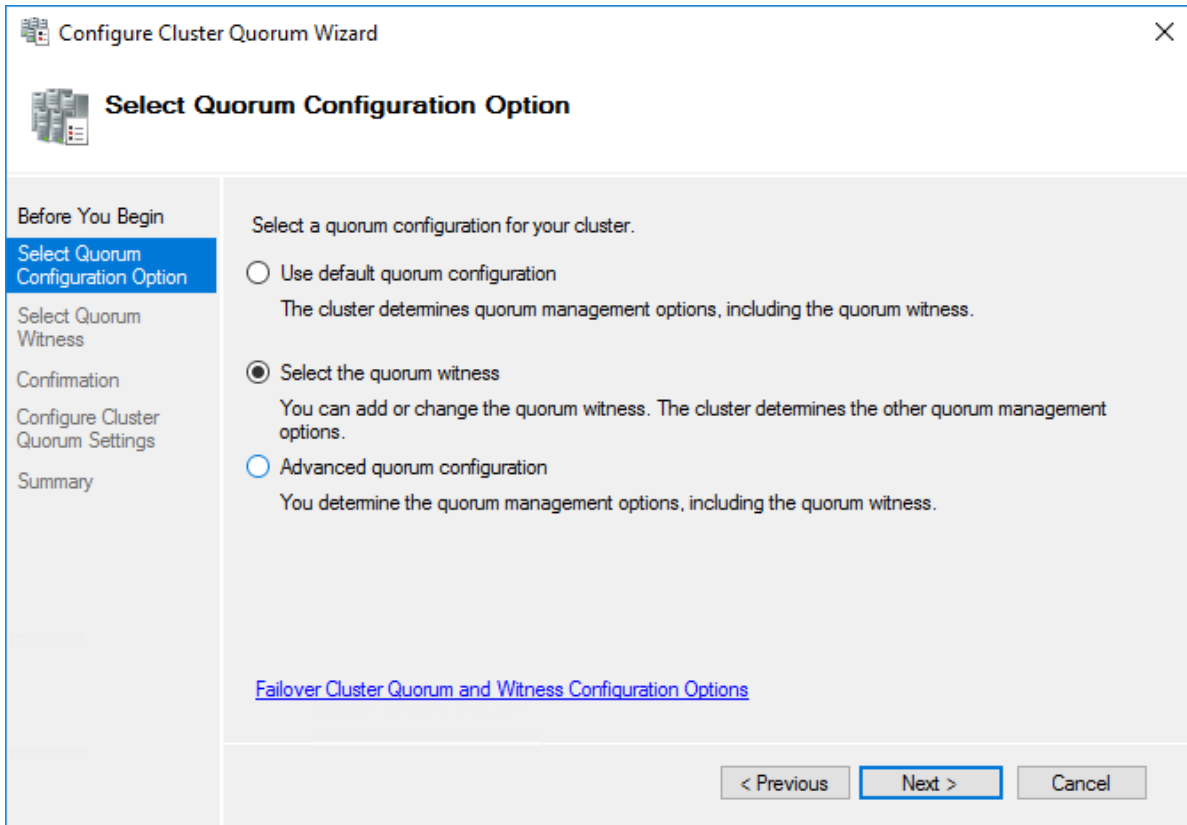 Configure Cluster Quorum Wizard
Select Quorum Configuration Option
Before You Begin
Select Quorum
Configuration Option
Select Quorum
Witness
Confirmation
Configure Cluster
Quorum Settings
Summary
Select a quorum configuration for your cluster.
Use default quorum configuration
The cluster determines quorum management options, including the quorum witness.
Select the quorum witness
You can add or change the quorum witness. The cluster determines the other quorum management
options.
Advanced quorum configuration
You determine the quorum management options, including the quorum witness.
Failover Cluster Quorum and Witness Configuration Options
< Previous
Next >
Cancel